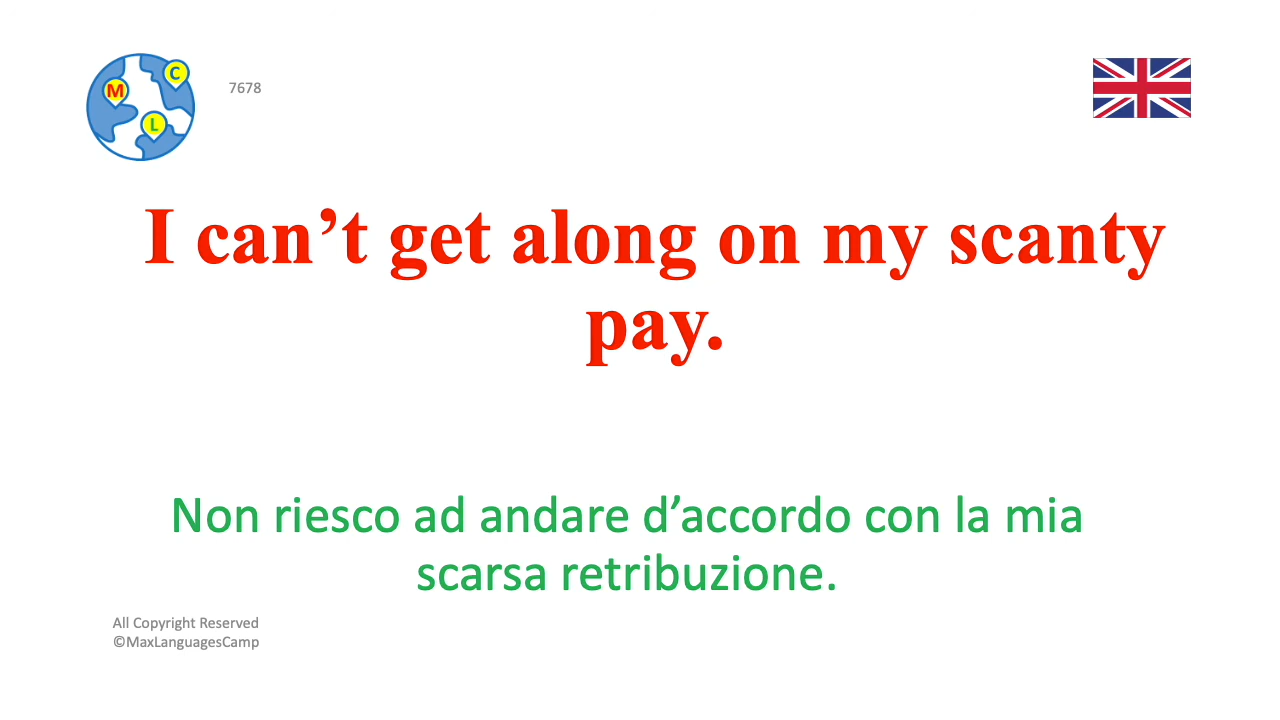 M
C
L
7678
I can’t get along on my scanty
pay.
Non riesco ad andare d’accordo con la mia
scarsa retribuzione.
All Copyright Reserved
©MaxLanguagesCamp